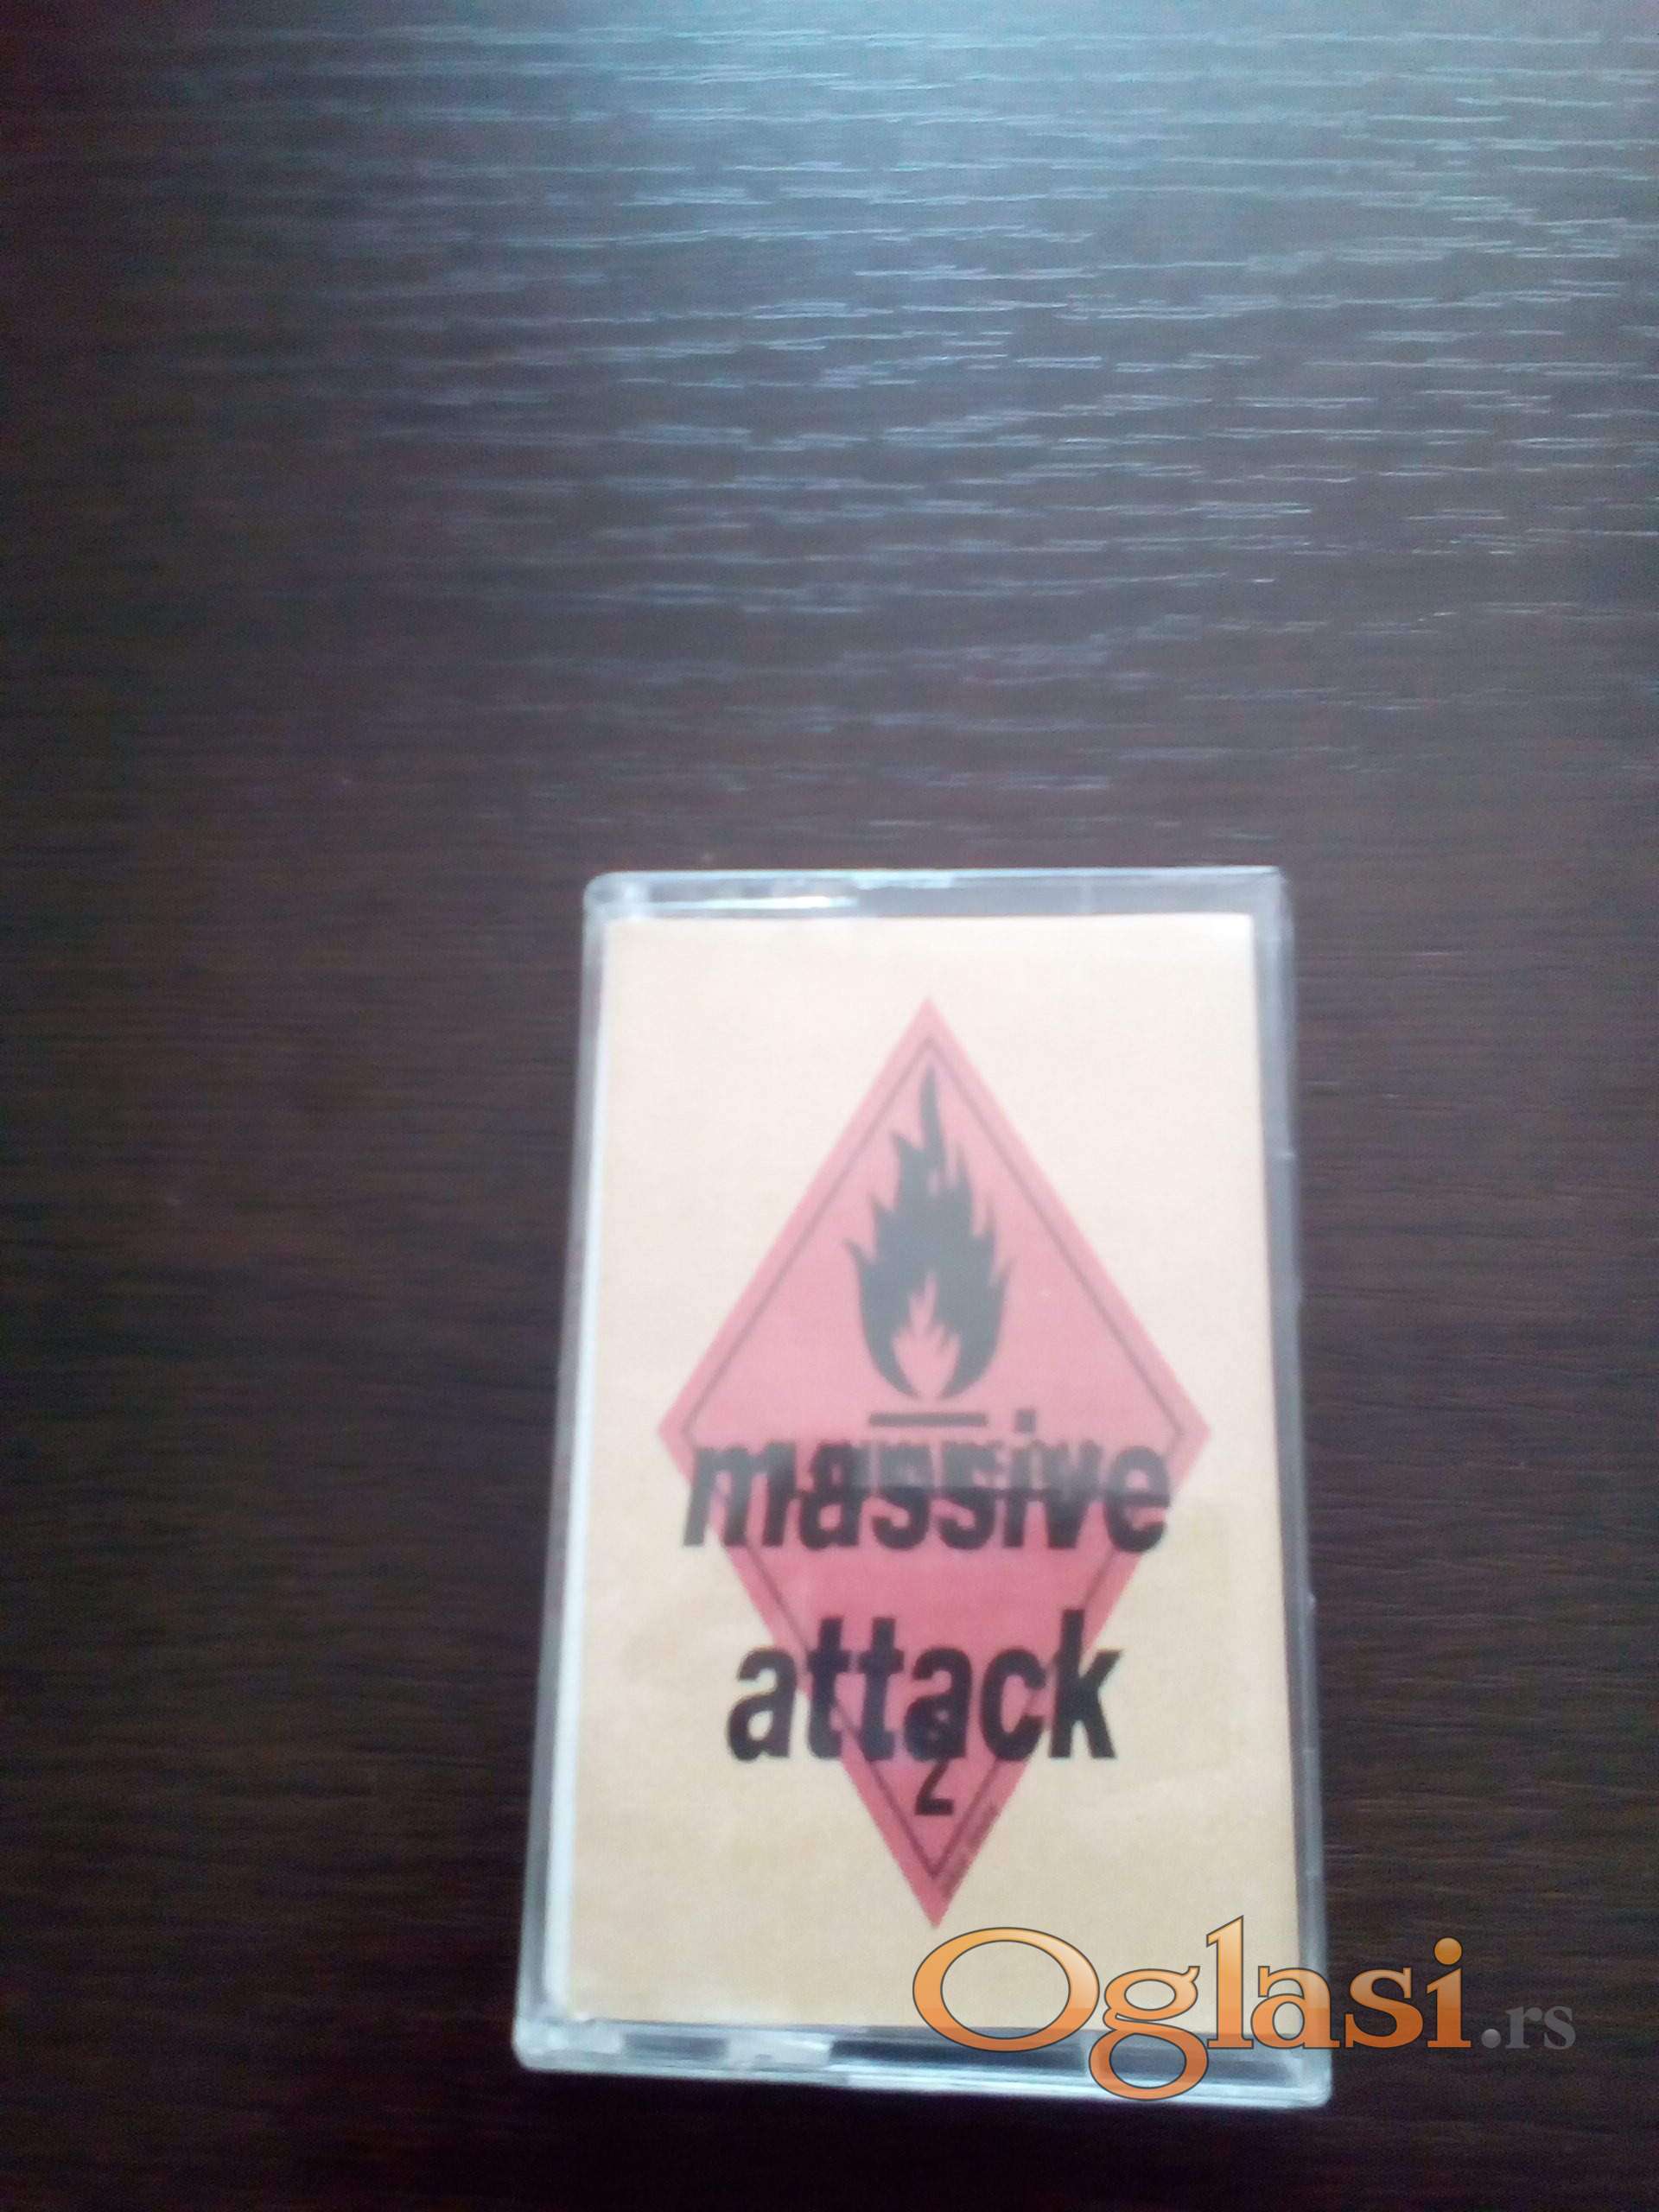 massive
attack
2
Oglasi.rs